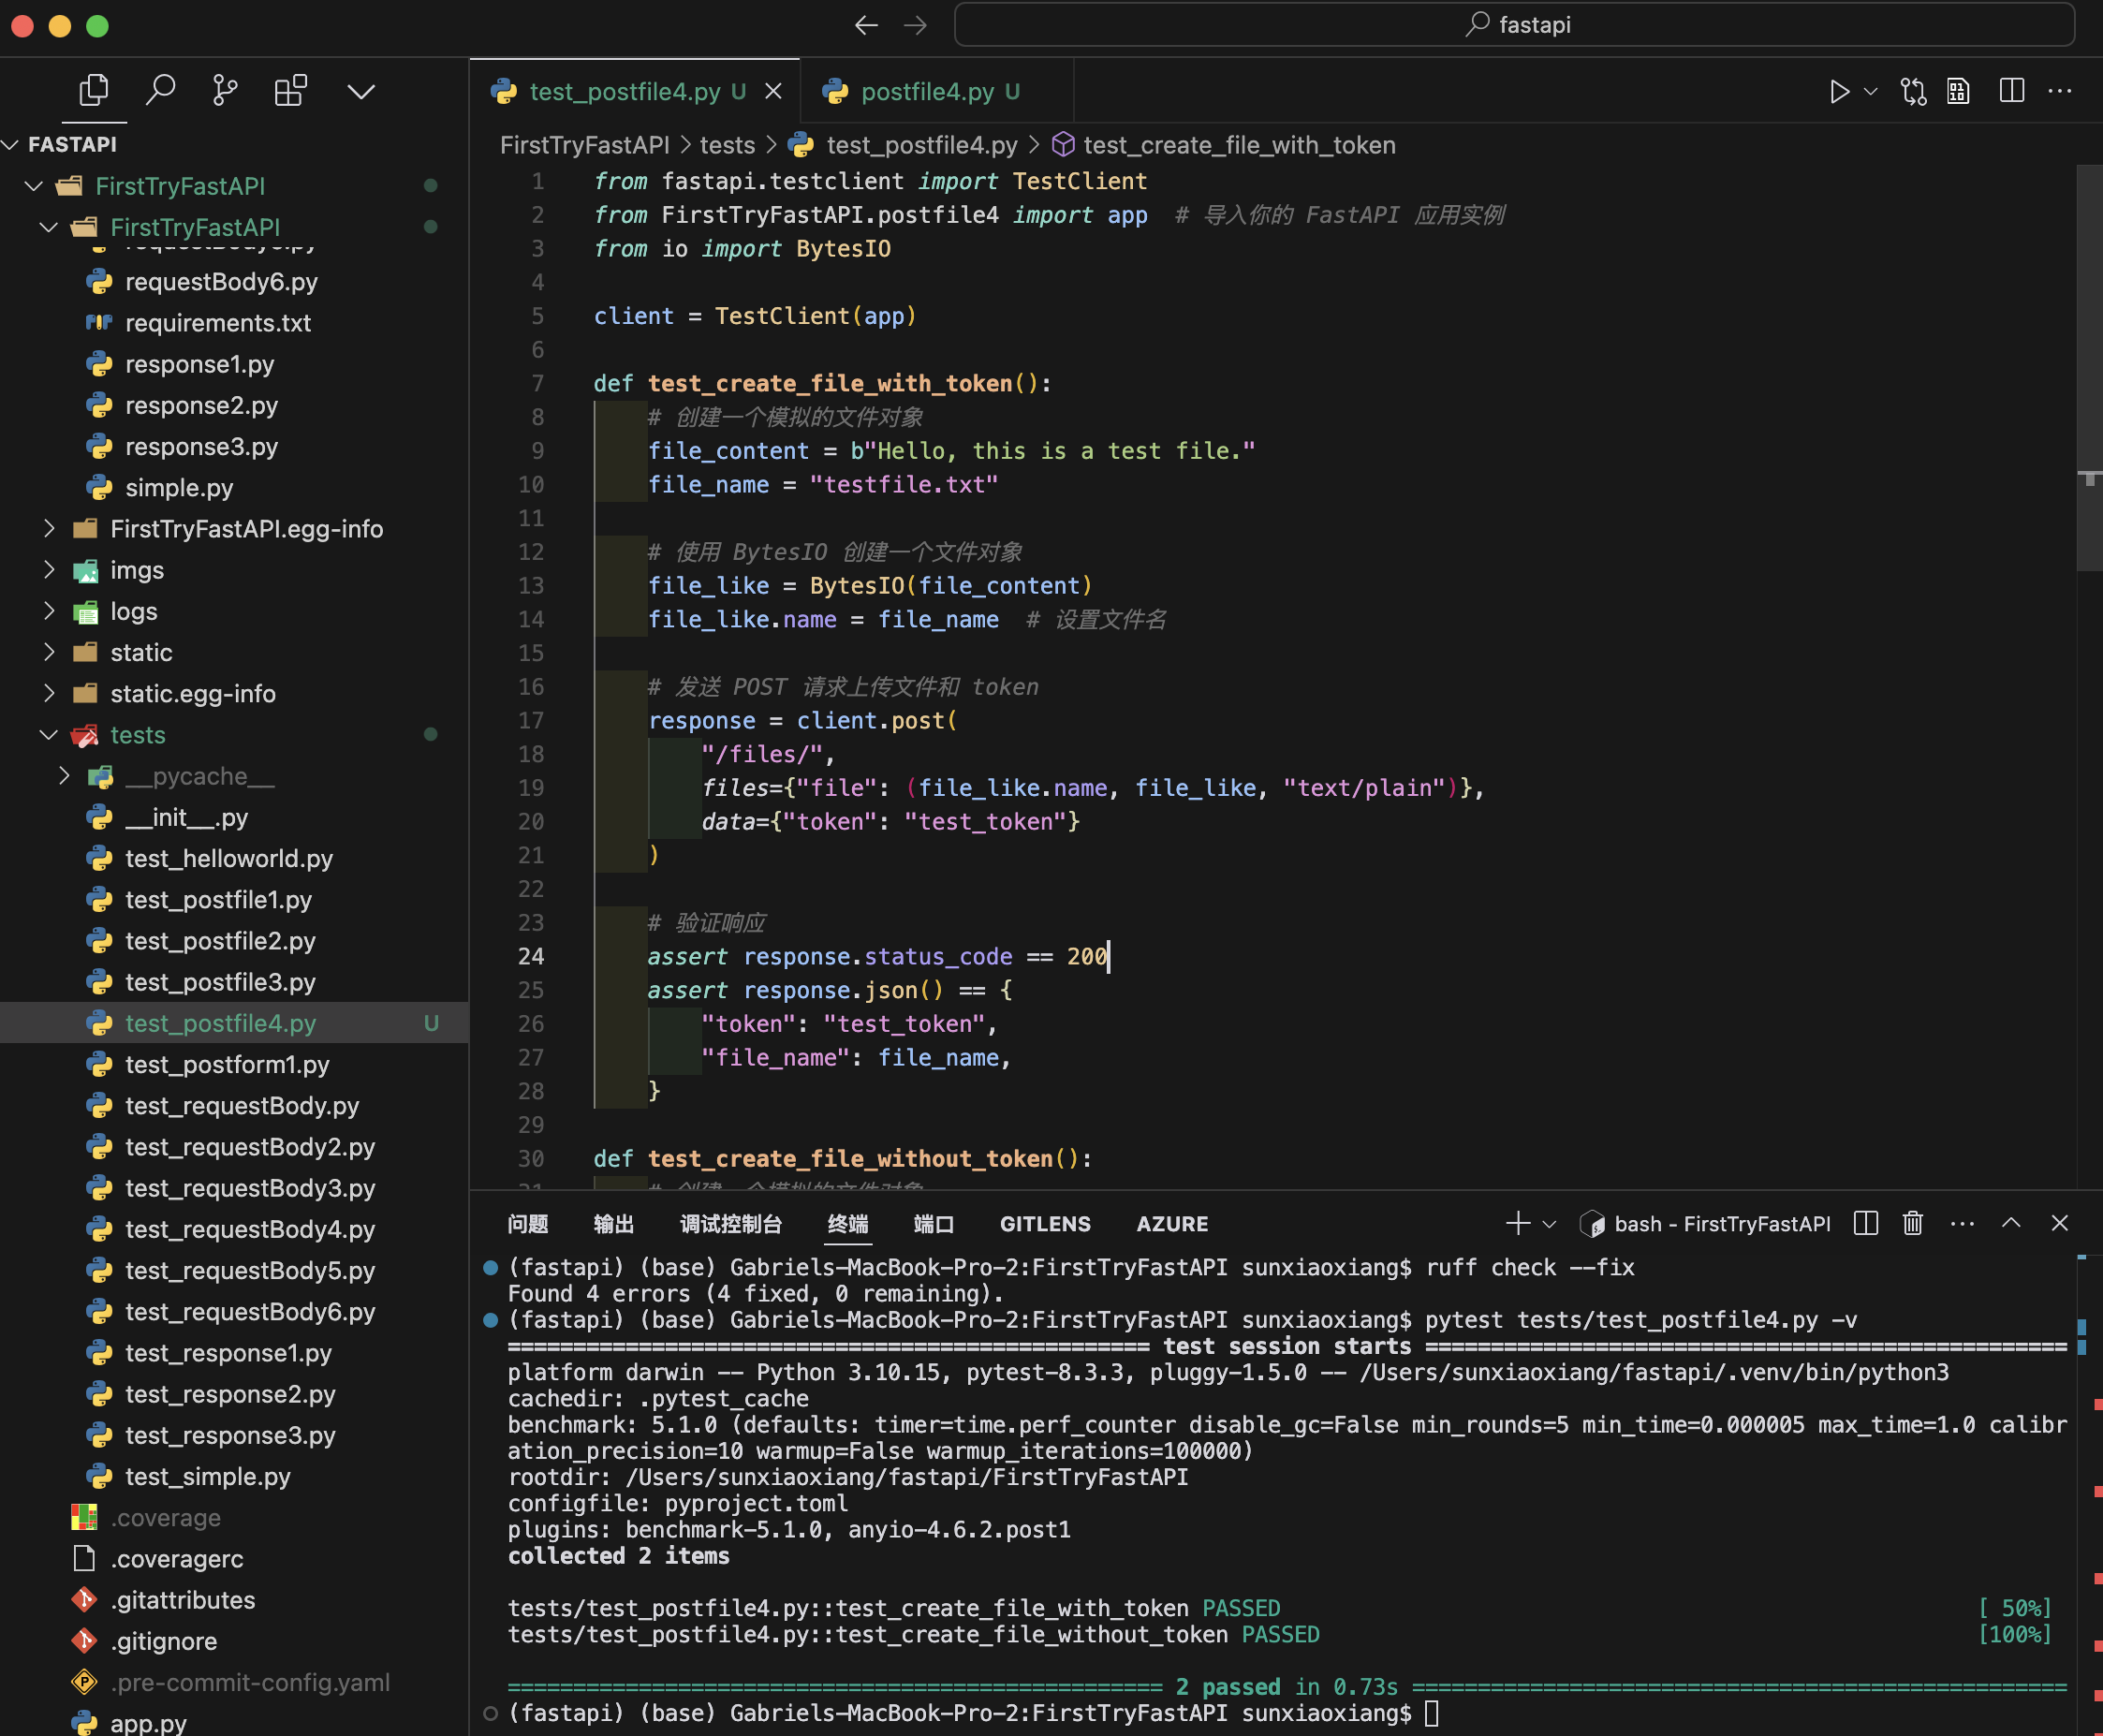 fastapi
FASTAPI
FirstTryFastAPI
FirstTryFastAPI
requestBody6.py
requirements.txt
response1.py
response2.py
response3.py
simple.py
FirstTryFastAPI.egg-info
imgs
logs
static
static.egg-info
tests
__pycache__
__init__.py
test_helloworld.py
test_postfile1.py
test_postfile2.py
test_postfile3.py
test_postfile4.py U
test_postform1.py
test_requestBody.py
test_requestBody2.py
test_requestBody3.py
test_requestBody4.py
test_requestBody5.py
test_requestBody6.py
test_response1.py
test_response2.py
test_response3.py
test_simple.py
.coverage
.coveragerc
.gitattributes
.gitignore
.pre-commit-config.yaml
app.py
test_postfile4.py U postfile4.py U
FirstTryFastAPI > tests > test_postfile4.py > test_create_file_with_token
1 from fastapi.testclient import TestClient
2 from FirstTryFastAPI.postfile4 import app # 导入你的 FastAPI 应用实例
3 from io import BytesIO
4
5 client = TestClient(app)
6
7 def test_create_file_with_token():
8 # 创建一个模拟的文件对象
9 file_content = b"Hello, this is a test file."
10 file_name = "testfile.txt"
11
12 # 使用 BytesIO 创建一个文件对象
13 file_like = BytesIO(file_content)
14 file_like.name = file_name # 设置文件名
15
16 # 发送 POST 请求上传文件和 token
17 response = client.post(
18 "/files/",
19 files={"file": (file_like.name, file_like, "text/plain")},
20 data={"token": "test_token"}
21 )
22
23 # 验证响应
24 assert response.status_code == 200
25 assert response.json() == {
26 "token": "test_token",
27 "file_name": file_name,
28 }
29
30 def test_create_file_without_token():
问题 输出 调试控制台 终端 端口 GITLENS AZURE bash - FirstTryFastAPI
(fastapi) (base) Gabriels-MacBook-Pro-2:FirstTryFastAPI sunxiaoxiang$ ruff check --fix
Found 4 errors (4 fixed, 0 remaining).
(fastapi) (base) Gabriels-MacBook-Pro-2:FirstTryFastAPI sunxiaoxiang$ pytest tests/test_postfile4.py -v
================================================= test session starts =================================================
platform darwin -- Python 3.10.15, pytest-8.3.3, pluggy-1.5.0 -- /Users/sunxiaoxiang/fastapi/.venv/bin/python3
cachedir: .pytest_cache
benchmark: 5.1.0 (defaults: timer=time.perf_counter disable_gc=False min_rounds=5 min_time=0.000005 max_time=1.0 calibr
ation_precision=10 warmup=False warmup_iterations=100000)
rootdir: /Users/sunxiaoxiang/fastapi/FirstTryFastAPI
configfile: pyproject.toml
plugins: benchmark-5.1.0, anyio-4.6.2.post1
collected 2 items
tests/test_postfile4.py::test_create_file_with_token PASSED [ 50%]
tests/test_postfile4.py::test_create_file_without_token PASSED [100%]
================================================== 2 passed in 0.73s ==================================================
(fastapi) (base) Gabriels-MacBook-Pro-2:FirstTryFastAPI sunxiaoxiang$